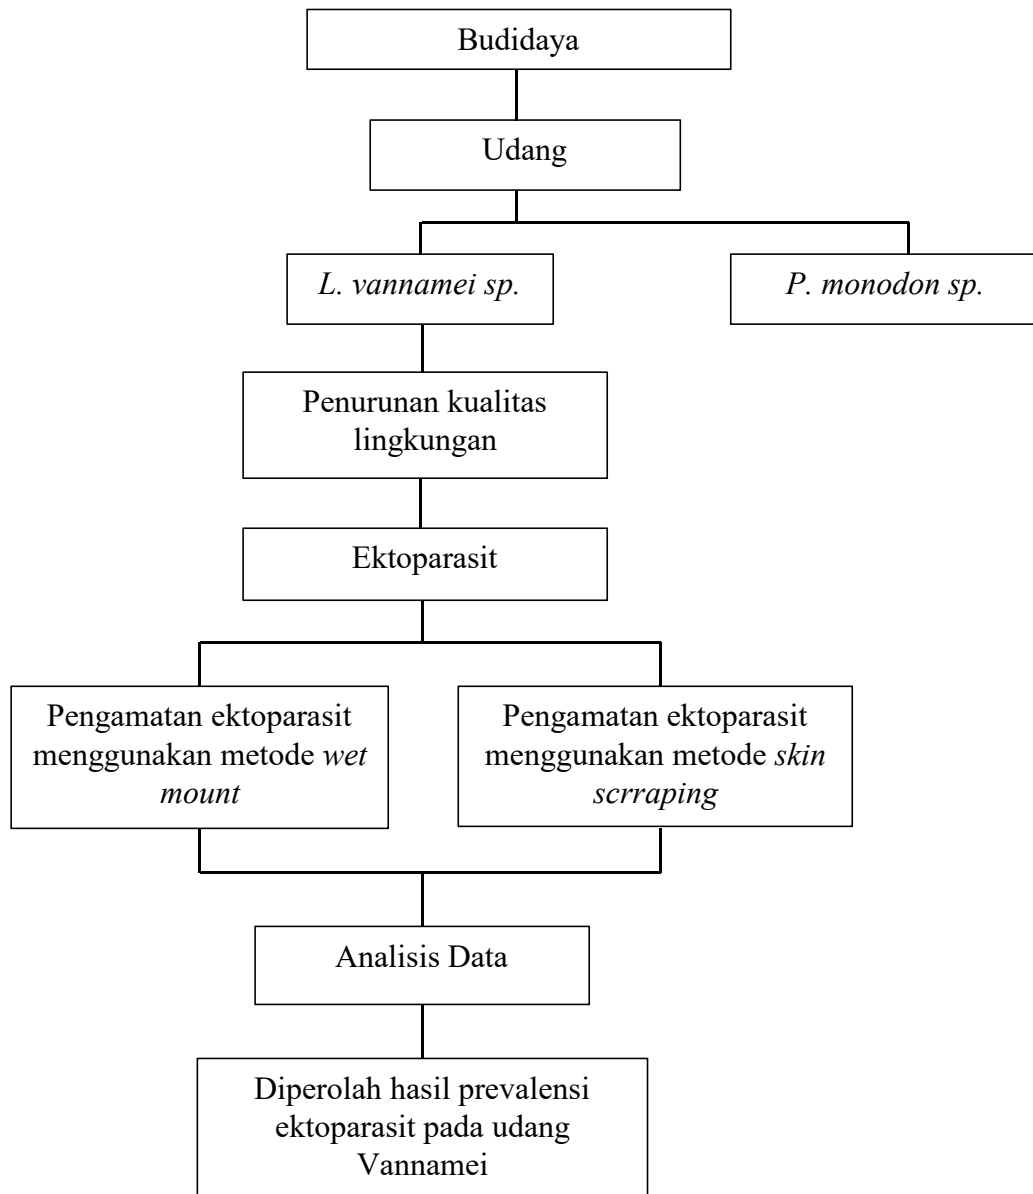 Budidaya
Udang
L. vannamei sp.
P. monodon sp.
Penurunan kualitas
lingkungan
Ektoparasit
Pengamatan ektoparasit
menggunakan metode wet
mount
Pengamatan ektoparasit
menggunakan metode skin
scrraping
Analisis Data
Diperolah hasil prevalensi
ektoparasit pada udang
Vannamei